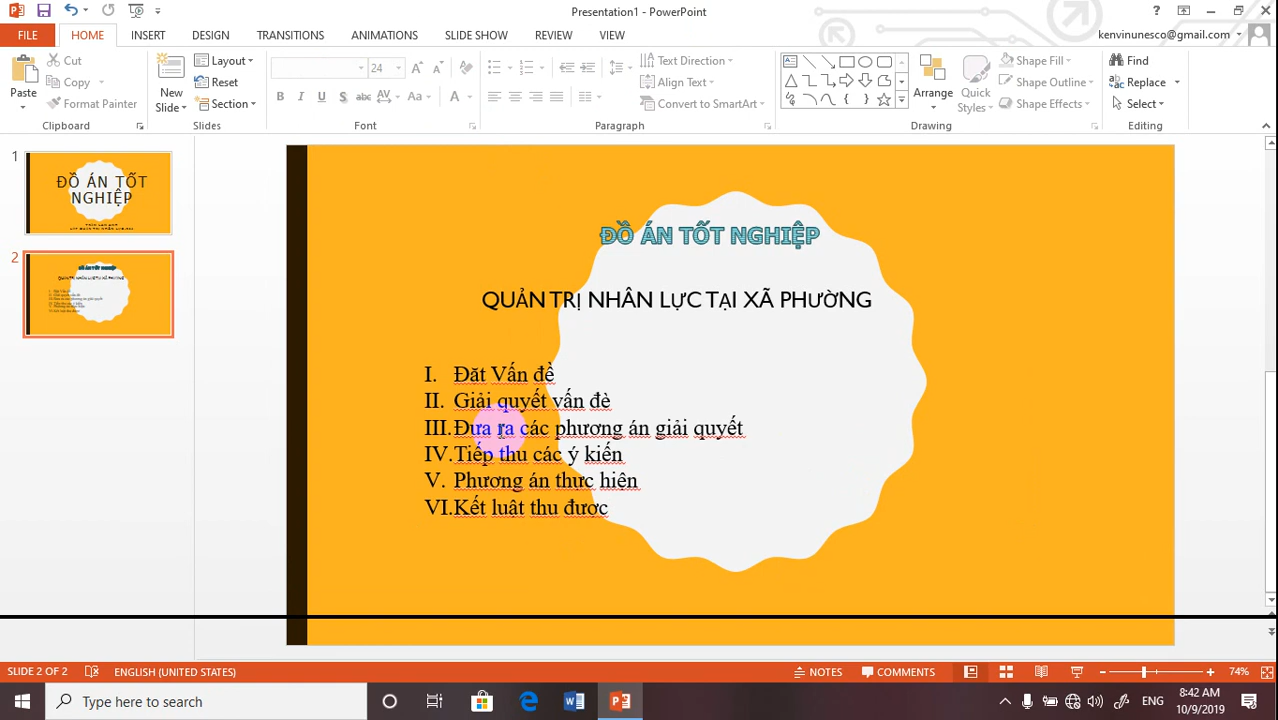 Presentation1 - PowerPoint
FILE HOME INSERT DESIGN TRANSITIONS ANIMATIONS SLIDE SHOW REVIEW VIEW kenvinunesco@gmail.com
Paste Cut Copy Format Painter
Clipboard
New Slide Layout Reset Section
Slides
24
Font
Text Direction Align Text Convert to SmartArt
Paragraph
Arrange Quick Styles Shape Fill Shape Outline Shape Effects
Drawing
Find Replace Select
Editing
1
ĐỒ ÁN TỐT
NGHIỆP
2
ĐỒ ÁN TỐT NGHIỆP
QUẢN TRỊ NHÂN LỰC TẠI XÃ PHƯỜNG
I. Đăt Vấn đề
II. Giải quyết vấn đè
III. Đưa ra các phương án giải quyết
IV. Tiếp thu các ý kiến
V. Phương án thực hiện
VI. Kết luật thu được
SLIDE 2 OF 2 ENGLISH (UNITED STATES) NOTES COMMENTS 74%
Type here to search
ENG
8:42 AM
10/9/2019